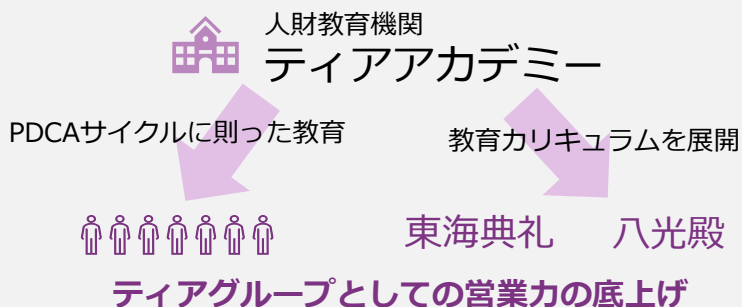 人財教育機関
ティアアカデミー
PDCAサイクルに則った教育
教育カリキュラムを展開
東海典礼 八光殿
ティアグループとしての営業力の底上げ